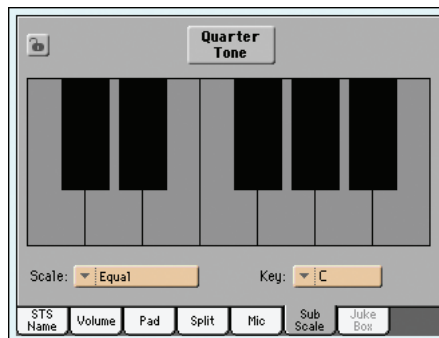 Quarter
Tone
Scale: Equal Key: C
STS
Name Volume Pad Split Mic Sub
Scale Juke
Box